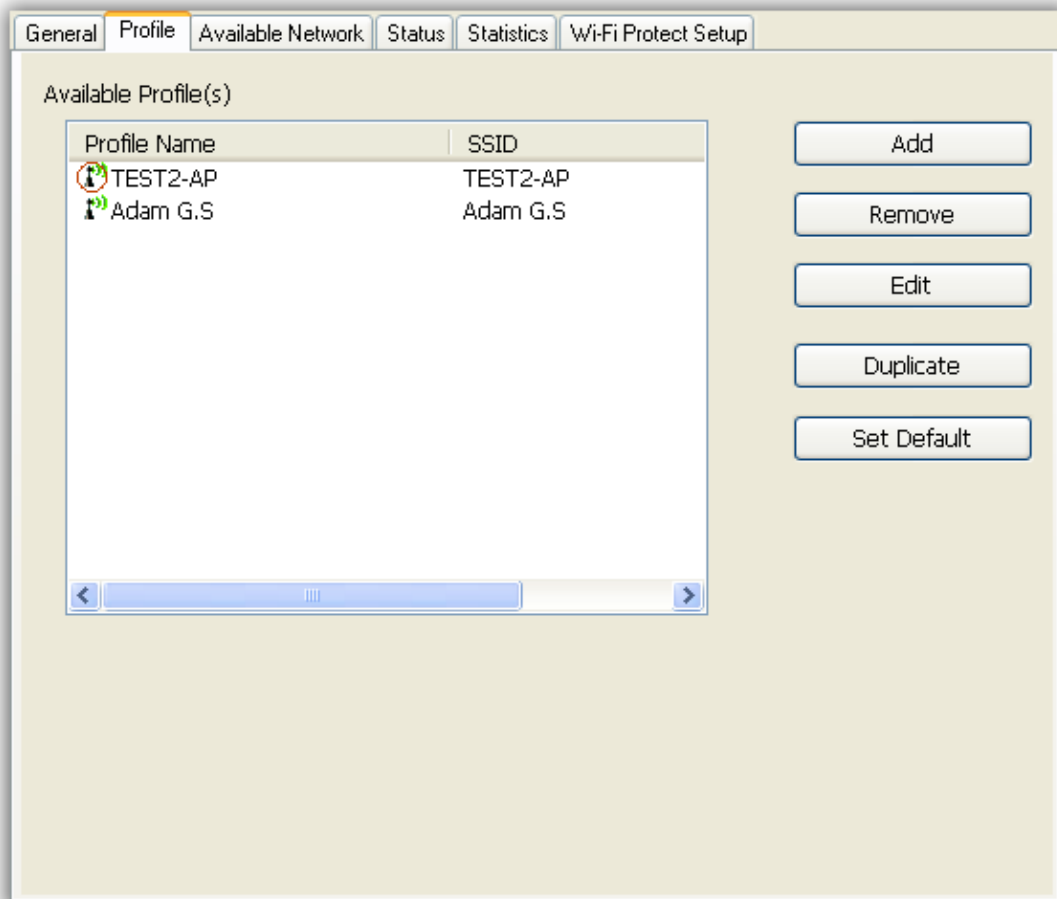 General Profile Available Network Status Statistics Wi-Fi Protect Setup
Available Profile(s)
Profile Name SSID
TEST2-AP TEST2-AP
Adam G.S Adam G.S
Add
Remove
Edit
Duplicate
Set Default